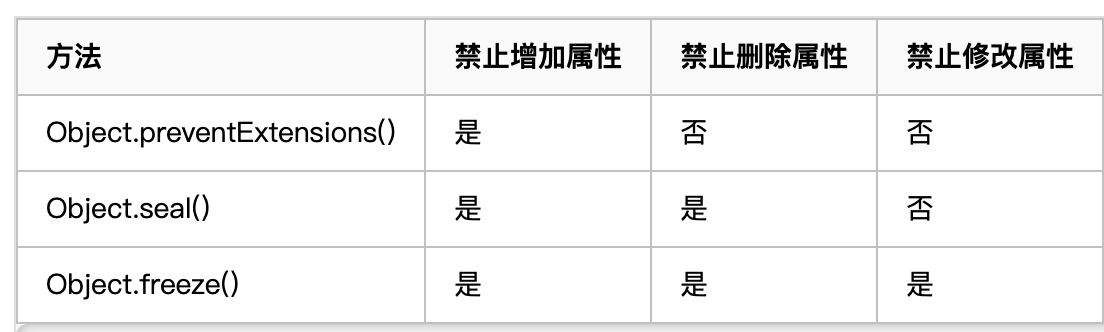 方法 禁止增加属性 禁止删除属性 禁止修改属性
Object.preventExtensions() 是 否 否
Object.seal() 是 是 否
Object.freeze() 是 是 是